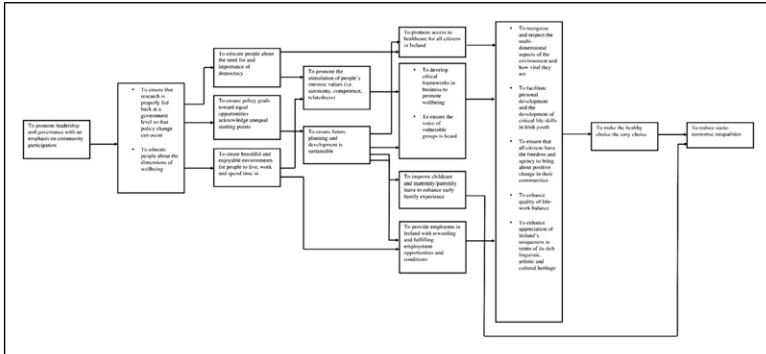 To promote leadership
and governance with an
emphasis on community
participation
• To ensure that
research is
properly fed
back at a
government
level so that
policy change
can occur
• To educate
people about the
dimensions of
wellbeing
To educate people about
the need for and
importance of
democracy
To ensure policy goals
toward equal
opportunities
acknowledge unequal
starting points
To create beautiful and
enjoyable environments
for people to live, work
and spend time in
To promote the
stimulation of people's
intrinsic values (i.e.
autonomy, competence,
relatedness)
To ensure future
planning and
development is
sustainable
To promote access to
healthcare for all citizens
in Ireland
• To develop
ethical
frameworks in
business to
promote
wellbeing
• To ensure the
voice of
vulnerable
groups is heard
To improve childcare
and maternity/paternity
leave to enhance early
family experience
To provide employees in
Ireland with rewarding
and fulfilling
employment
opportunities and
conditions
• To recognise
and respect the
multi-
dimensional
aspects of the
environment and
how vital they
are
• To facilitate
personal
development and
the development of
critical life skills
in Irish youth
• To ensure that
all citizens have
the freedom and
agency to bring
about positive
change in their
communities
• To enhance
quality of life-
work balance
• To enhance
appreciation of
Ireland's
uniqueness in
terms of its rich
linguistic,
artistic and
cultural heritage
To make the healthy
choice the easy choice
To reduce socio-
economic inequalities